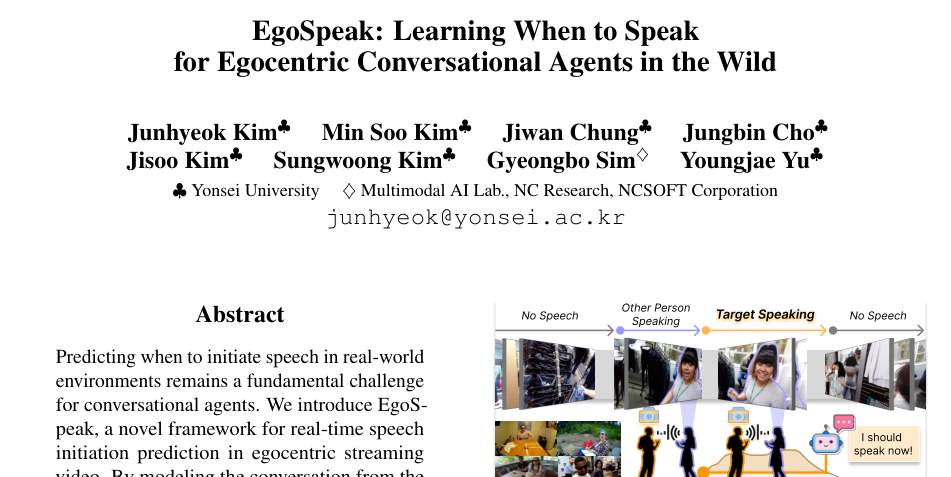 EgoSpeak: Learning When to Speak
for Egocentric Conversational Agents in the Wild
Junhyeok Kim♣ Min Soo Kim♣ Jiwan Chung♣ Jungbin Cho♣
Jisoo Kim♣ Sungwoong Kim♣ Gyeongbo Sim♢ Youngjae Yu♣
♣ Yonsei University ♢ Multimodal AI Lab., NC Research, NCSOFT Corporation
junhyeok@yonsei.ac.kr
Abstract
Predicting when to initiate speech in real-world
environments remains a fundamental challenge
for conversational agents. We introduce EgoS-
peak, a novel framework for real-time speech
initiation prediction in egocentric streaming
video. By modeling the conversation from the
No Speech
Other Person
Speaking
Target Speaking
No Speech
I should
speak now!